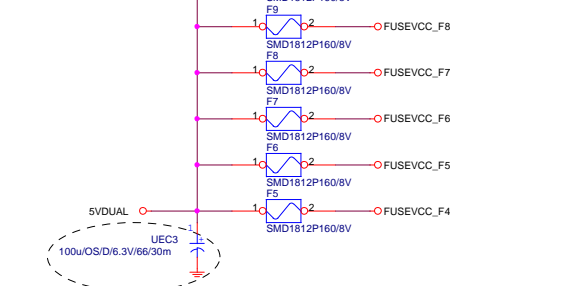 F9
1 2 FUSEVCC_F8
SMD1812P160/8V
F8
1 2 FUSEVCC_F7
SMD1812P160/8V
F7
1 2 FUSEVCC_F6
SMD1812P160/8V
F6
1 2 FUSEVCC_F5
SMD1812P160/8V
F5
5VDUAL 1 2 FUSEVCC_F4
SMD1812P160/8V
1
UEC3 +
100u/OS/D/6.3V/66/30m